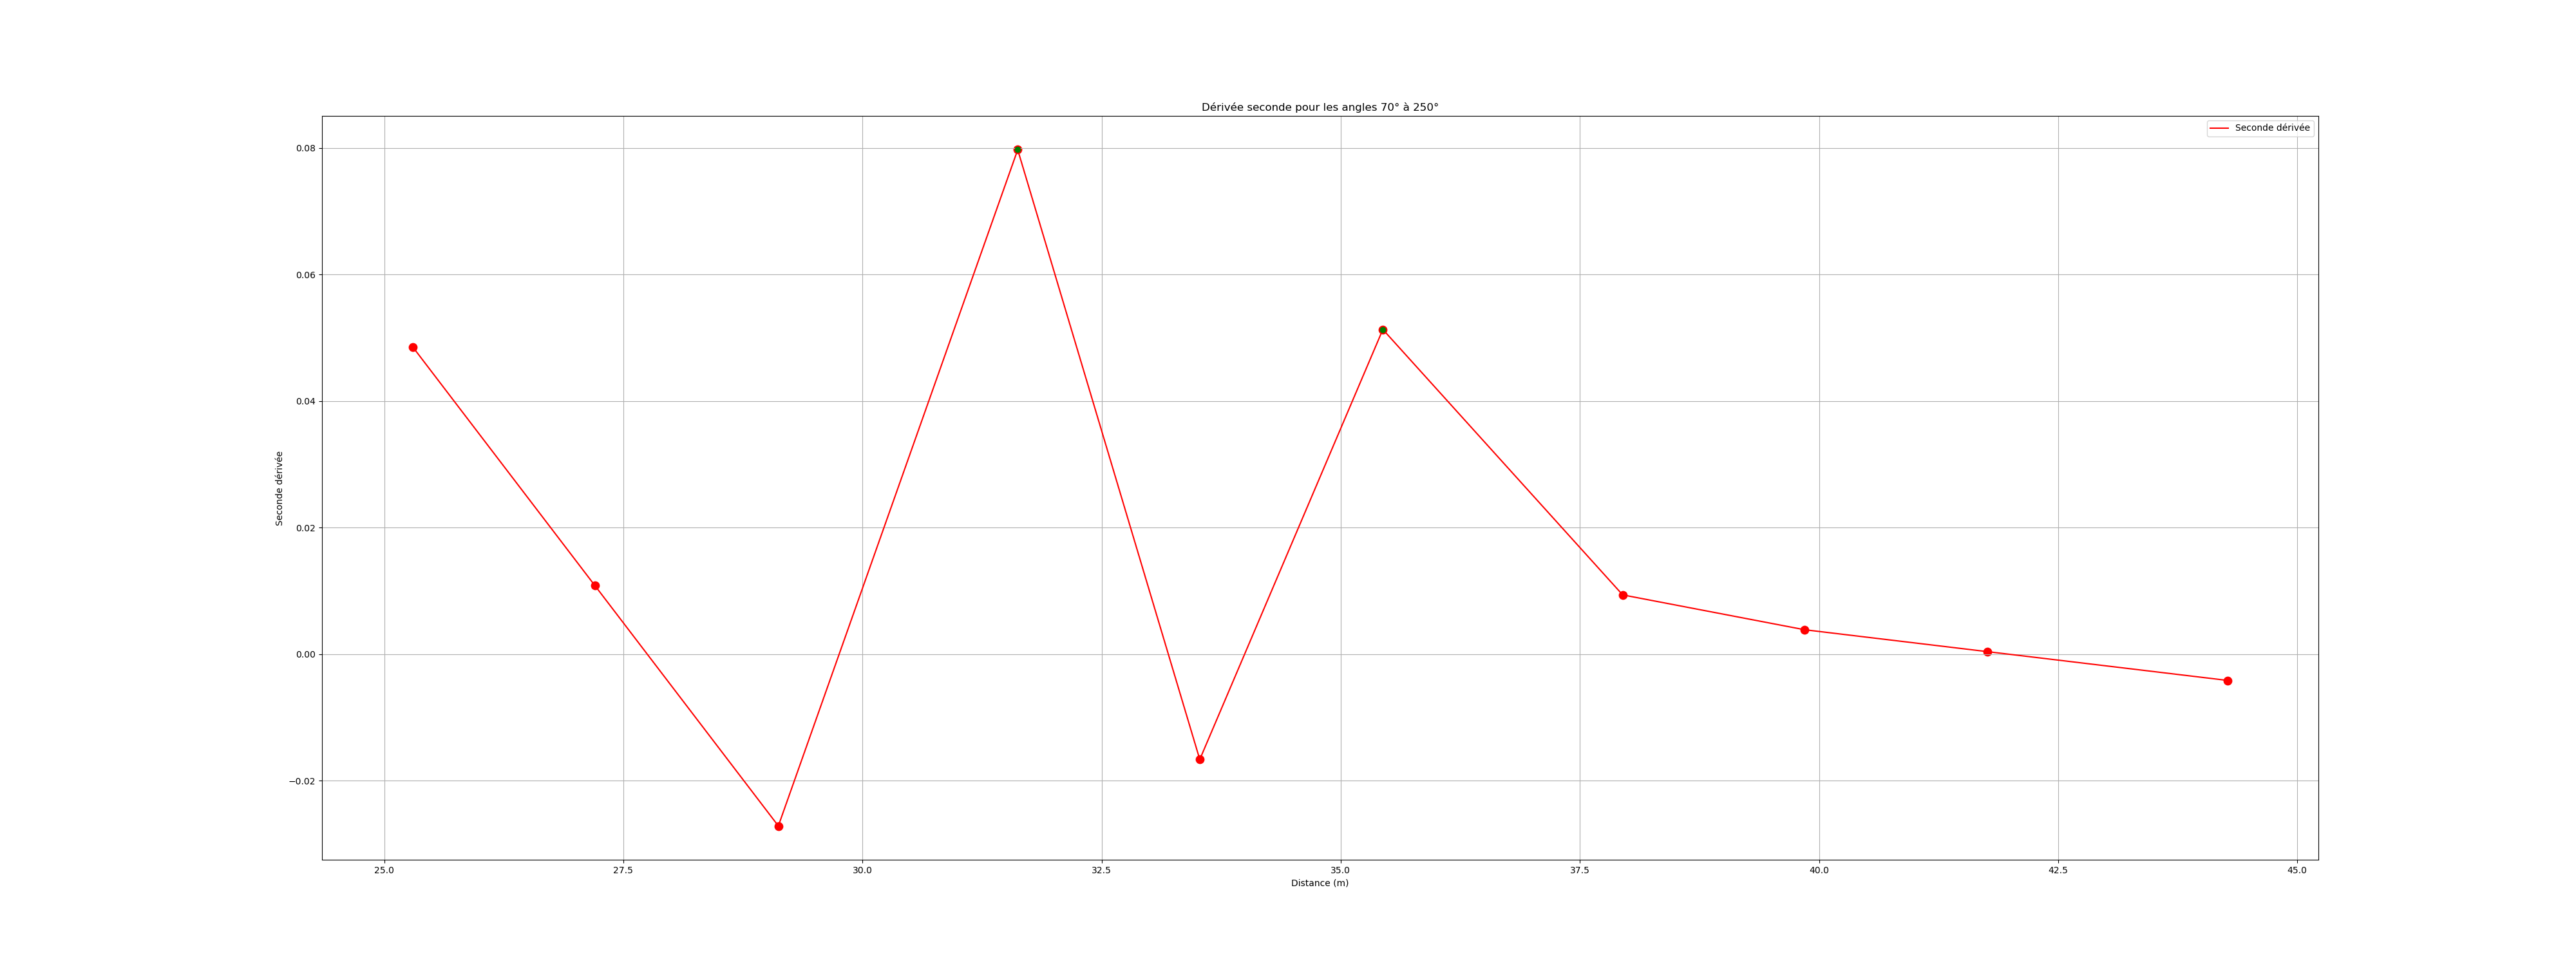 Dérivée seconde pour les angles 70° à 250°
Seconde dérivée
0.08
0.06
0.04
0.02
0.00
−0.02
Seconde dérivée
25.0 27.5 30.0 32.5 35.0 37.5 40.0 42.5 45.0
Distance (m)